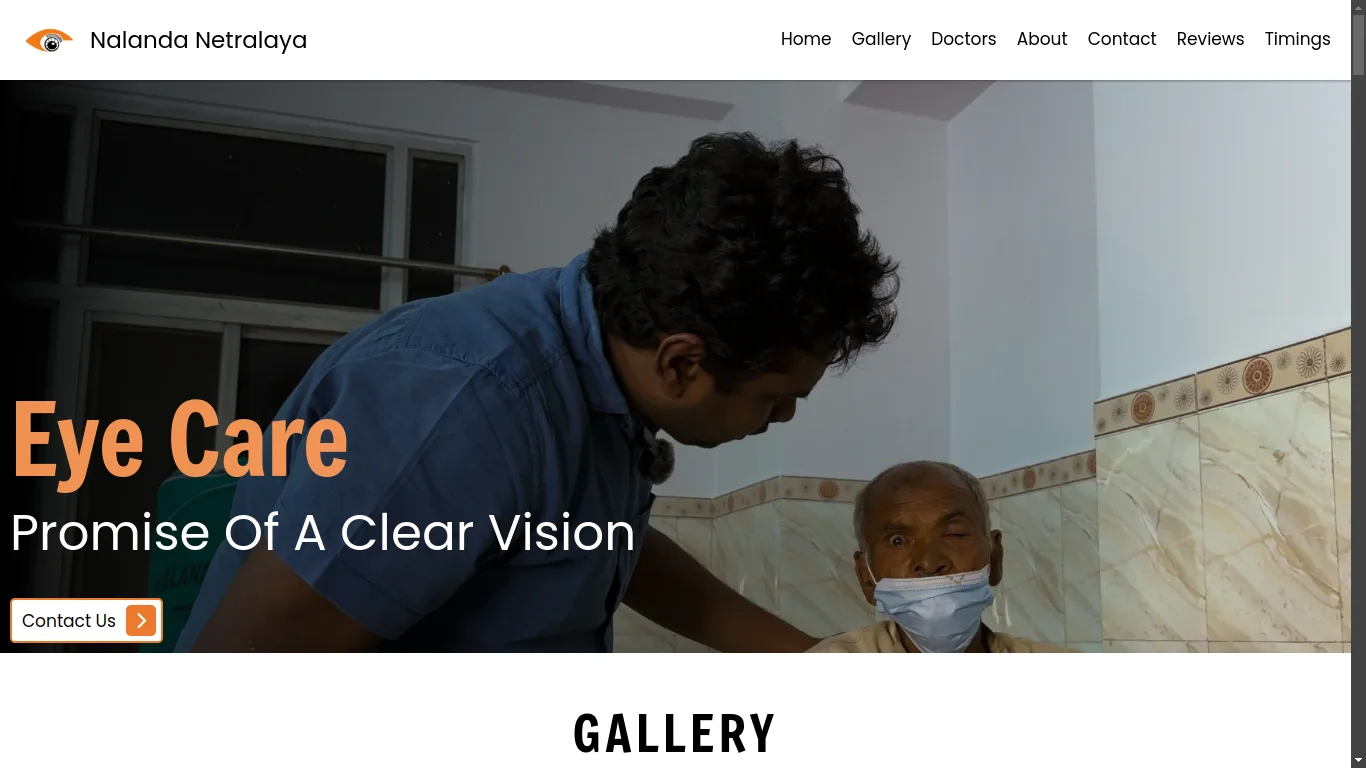 Nalanda Netralaya
Home Gallery Doctors About Contact Reviews Timings
Eye Care
Promise Of A Clear Vision
Contact Us
GALLERY